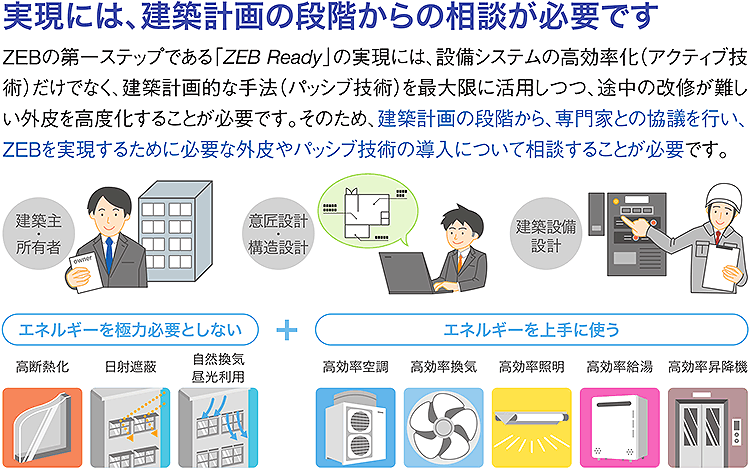 実現には、建築計画の段階からの相談が必要です
ZEBの第一ステップである「ZEB Ready」の実現には、設備システムの高効率化（アクティブ技
術）だけでなく、建築計画的な手法（パッシブ技術）を最大限に活用しつつ、途中の改修が難し
い外皮を高度化することが必要です。そのため、建築計画の段階から、専門家との協議を行い、
ZEBを実現するために必要な外皮やパッシブ技術の導入について相談することが必要です。
建築主・
所有者
owner
意匠設計・
構造設計
建築設備
設計
エネルギーを極力必要としない
+
エネルギーを上手に使う
高断熱化
日射遮蔽
自然換気
昼光利用
高効率空調
高効率換気
高効率照明
高効率給湯
高効率昇降機